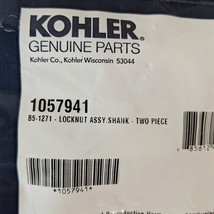 KOHLER
GENUINE PARTS
Kohler Co., Kohler Wisconsin 53044
1057941
85-1271 - LOCKNUT ASSY.SHANK - TWO PIECE
*1057941*